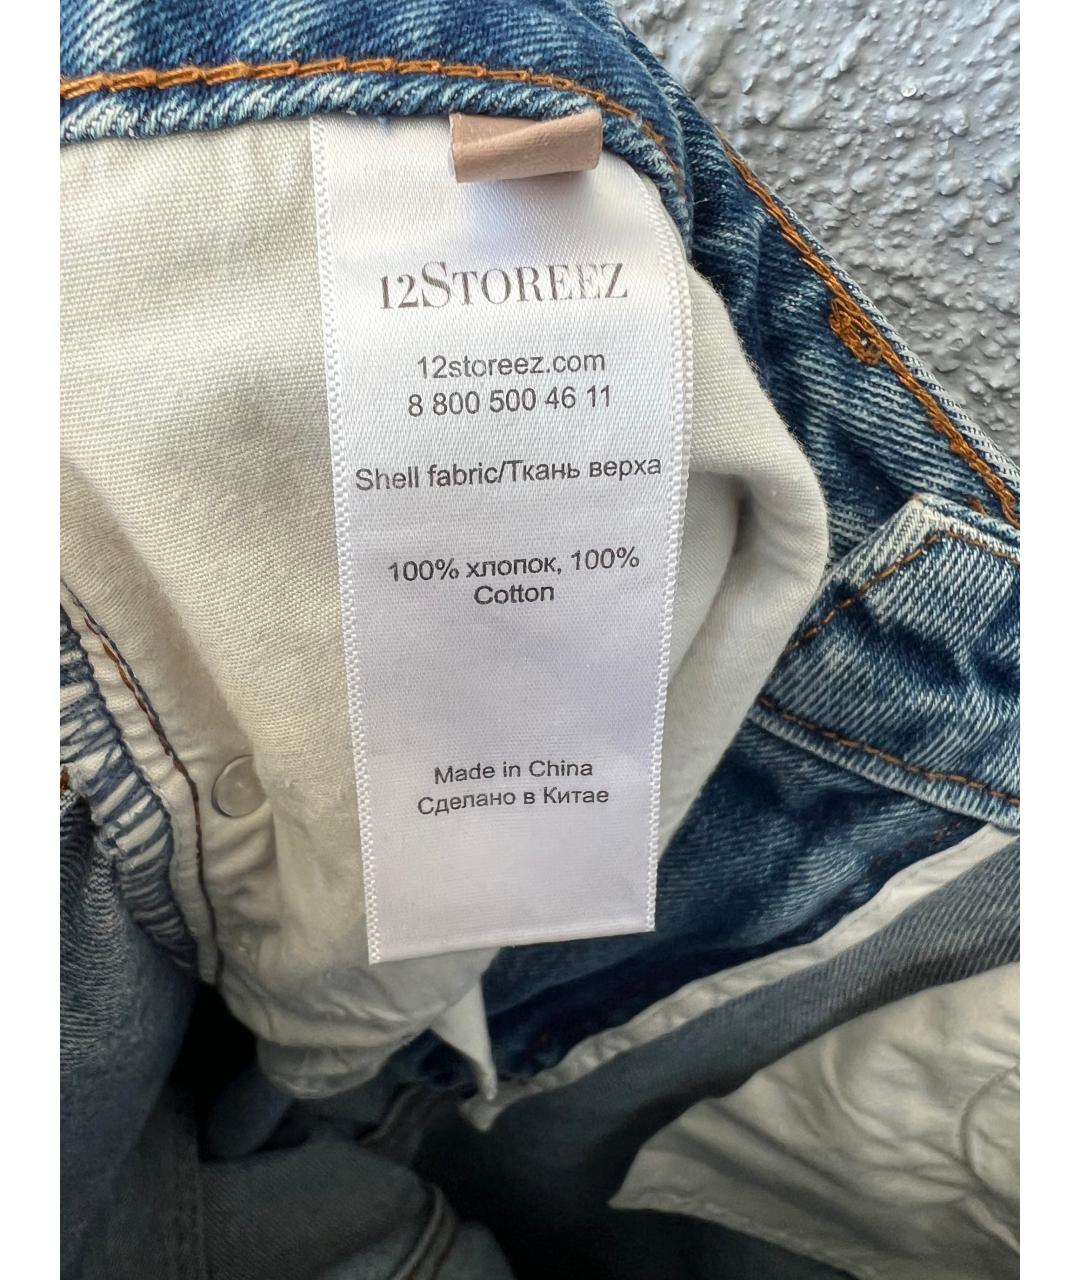 12STOREEZ
12storeez.com
8 800 500 46 11
Shell fabric/Ткань верха
100% хлопок, 100%
Cotton
Made in China
Сделано в Китае